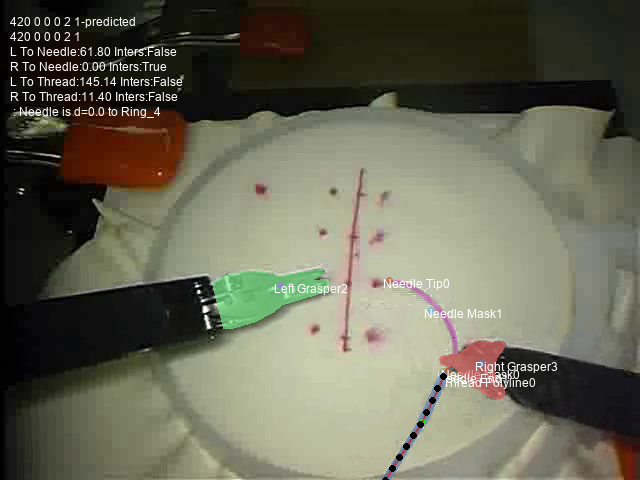 420 0 0 0 2 1-predicted
420 0 0 0 2 1
L To Needle:61.80 Inters:False
R To Needle:0.00 Inters:True
L To Thread:145.14 Inters:False
R To Thread:11.40 Inters:False
: Needle is d=0.0 to Ring_4
Left Grasper2
Needle Tip0
Needle Mask1
Right Grasper3
Thread Polyline0